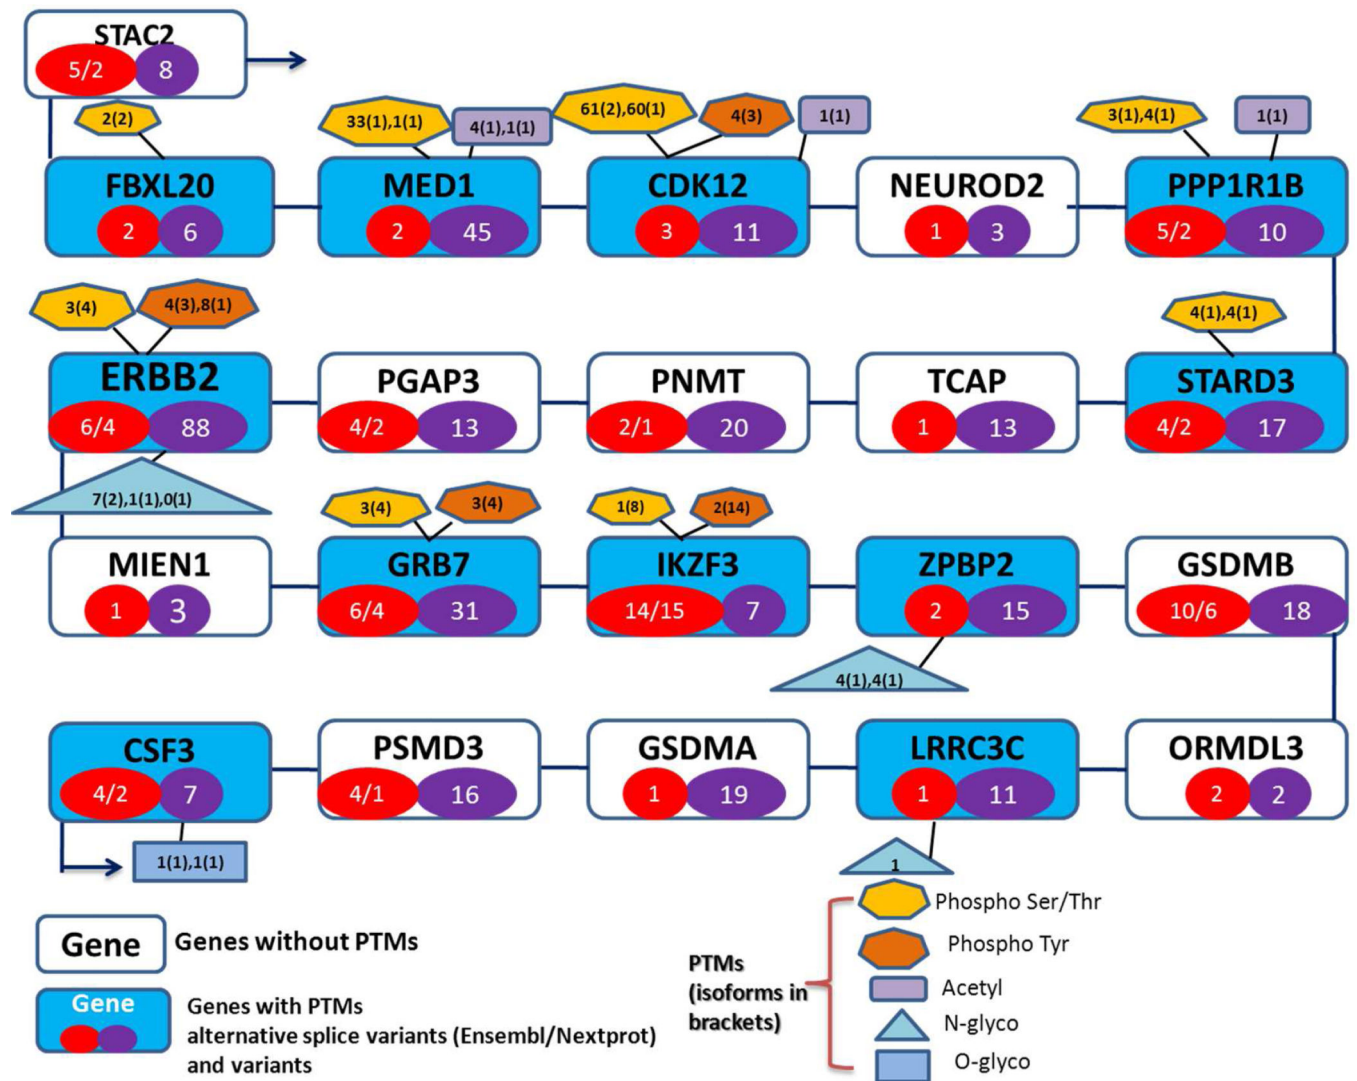 STAC2
5/2 8
2(2)
33(1),1(1)
4(1),1(1)
61(2),60(1)
4(3)
1(1)
3(1),4(1)
1(1)
FBXL20
2 6
MED1
2 45
CDK12
3 11
NEUROD2
1 3
PPP1R1B
5/2 10
3(4)
4(3),8(1)
4(1),4(1)
ERBB2
6/4 88
PGAP3
4/2 13
PNMT
2/1 20
TCAP
1 13
STARD3
4/2 17
7(2),1(1),0(1)
3(4)
3(4)
1(8)
2(14)
MIEN1
1 3
GRB7
6/4 31
IKZF3
14/15 7
ZPBP2
2 15
GSDMB
10/6 18
4(1),4(1)
CSF3
4/2 7
PSMD3
4/1 16
GSDMA
1 19
LRRC3C
1 11
ORMDL3
2 2
1(1),1(1)
1
Gene
Genes without PTMs
Gene
Genes with PTMs
alternative splice variants (Ensembl/Nextprot)
and variants
PTMs
(isoforms in
brackets)
Phospho Ser/Thr
Phospho Tyr
Acetyl
N-glyco
O-glyco